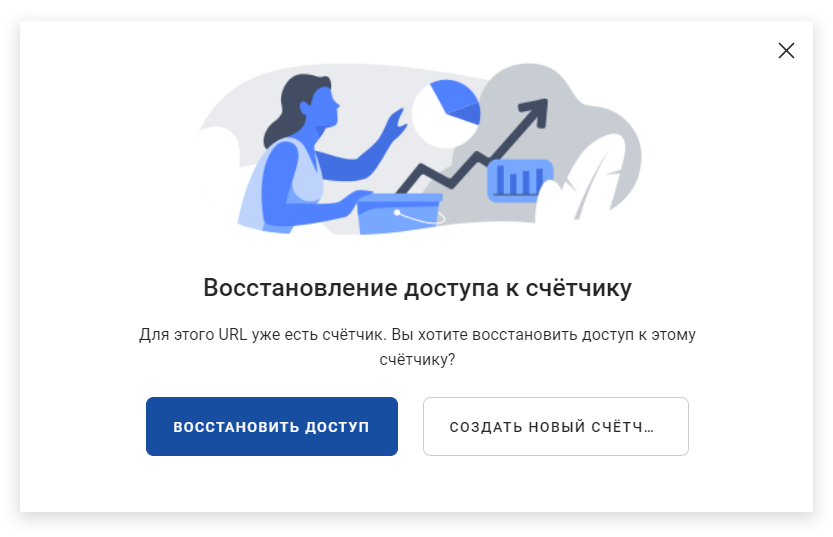 Восстановление доступа к счётчику
Для этого URL уже есть счётчик. Вы хотите восстановить доступ к этому
счётчику?
ВОССТАНОВИТЬ ДОСТУП
СОЗДАТЬ НОВЫЙ СЧЁТЧ…